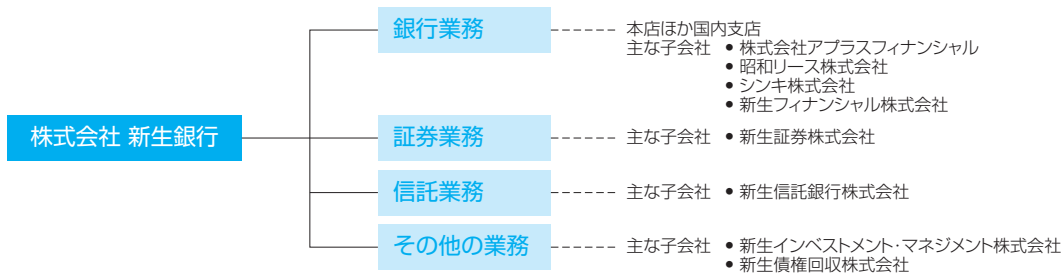 銀行業務
本店ほか国内支店
主な子会社 ● 株式会社アプラスフィナンシャル
● 昭和リース株式会社
● シンキ株式会社
● 新生フィナンシャル株式会社
株式会社 新生銀行
証券業務
主な子会社 ● 新生証券株式会社
信託業務
主な子会社 ● 新生信託銀行株式会社
その他の業務
主な子会社 ● 新生インベストメント・マネジメント株式会社
● 新生債権回収株式会社